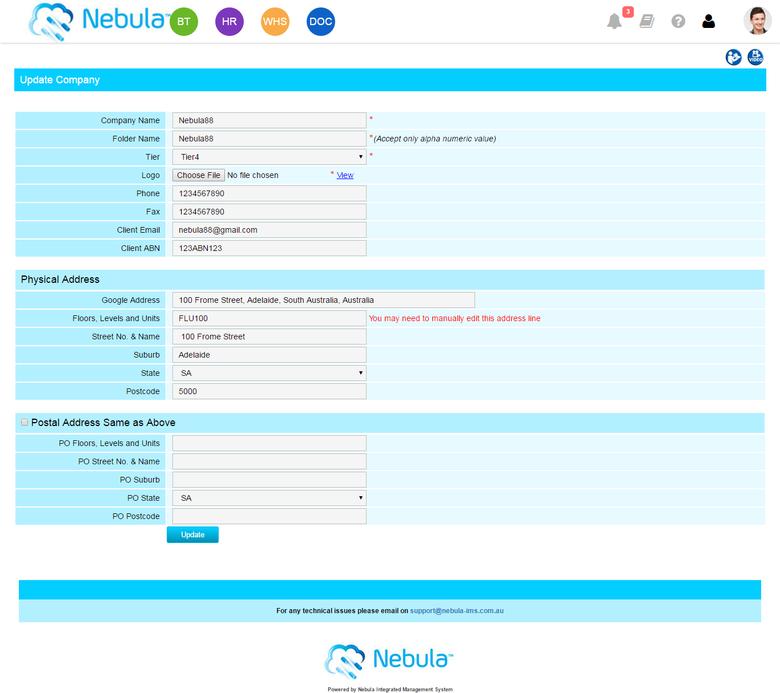 Nebula™ BT HR WHS DOC 3
VIDEO
Update Company
Company Name Nebula88 *
Folder Name Nebula88 *(Accept only alpha numeric value)
Tier Tier4 *
Logo Choose File No file chosen * View
Phone 1234567890
Fax 1234567890
Client Email nebula88@gmail.com
Client ABN 123ABN123
Physical Address
Google Address 100 Frome Street, Adelaide, South Australia, Australia
Floors, Levels and Units FLU100 You may need to manually edit this address line
Street No. & Name 100 Frome Street
Suburb Adelaide
State SA
Postcode 5000
Postal Address Same as Above
PO Floors, Levels and Units
PO Street No. & Name
PO Suburb
PO State SA
PO Postcode
Update
For any technical issues please email on support@nebula-ims.com.au
Nebula™
Powered by Nebula Integrated Management System